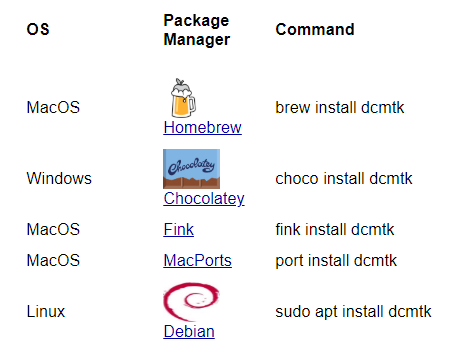 OS Package Manager Command
MacOS Homebrew brew install dcmtk
Windows Chocolatey Chocolatey choco install dcmtk
MacOS Fink fink install dcmtk
MacOS MacPorts port install dcmtk
Linux Debian sudo apt install dcmtk